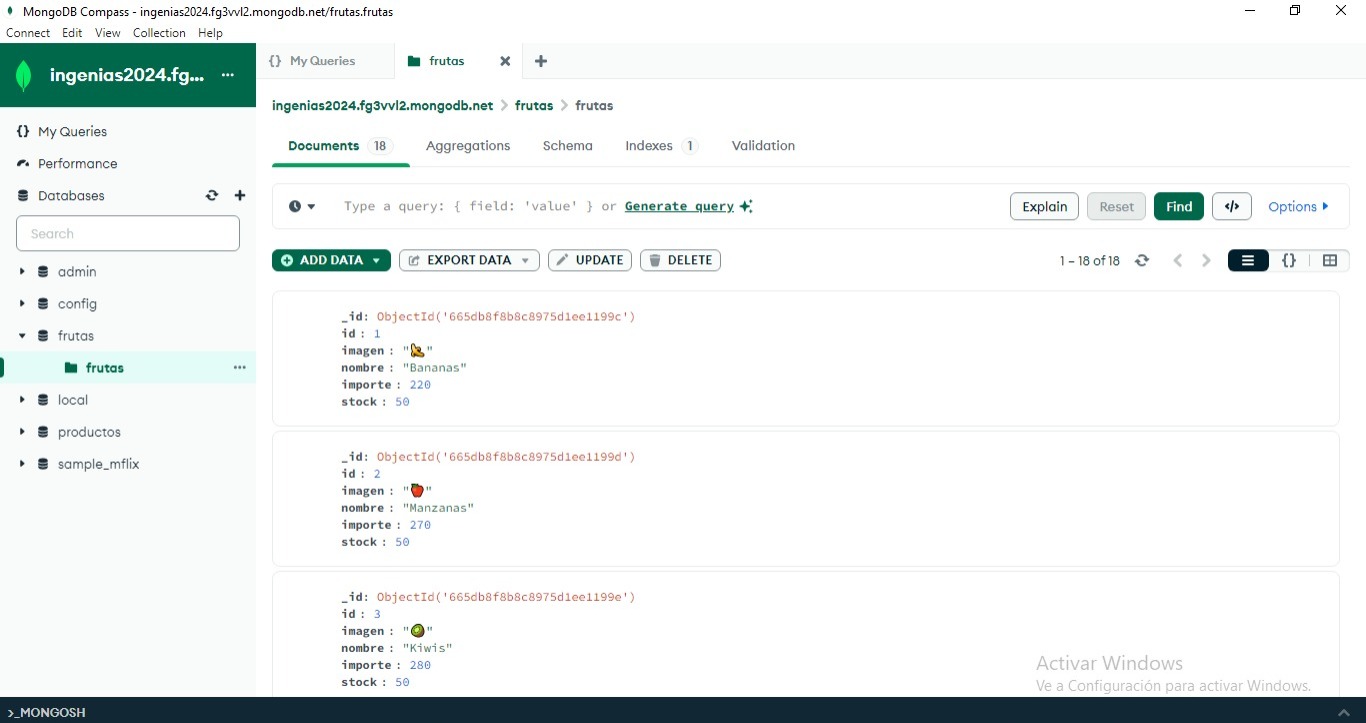 MongoDB Compass - ingenias2024.fg3vvl2.mongodb.net/frutas.frutas
Connect Edit View Collection Help
ingenias2024.fg... ...
{} My Queries
frutas
ingenias2024.fg3vvl2.mongodb.net > frutas > frutas
My Queries
Performance
Databases
Search
admin
config
frutas
frutas ...
local
productos
sample_mflix
Documents 18 Aggregations Schema Indexes 1 Validation
Type a query: { field: 'value' } or Generate query
Explain Reset Find </> Options
ADD DATA EXPORT DATA UPDATE DELETE
1 – 18 of 18 {}
_id: ObjectId('665db8f8b8c8975d1ee1199c')
id : 1
imagen : "🍌"
nombre : "Bananas"
importe : 220
stock : 50
_id: ObjectId('665db8f8b8c8975d1ee1199d')
id : 2
imagen : "🍎"
nombre : "Manzanas"
importe : 270
stock : 50
_id: ObjectId('665db8f8b8c8975d1ee1199e')
id : 3
imagen : "🥝"
nombre : "Kiwis"
importe : 280
stock : 50
Activar Windows
Ve a Configuración para activar Windows.
>_MONGOSH